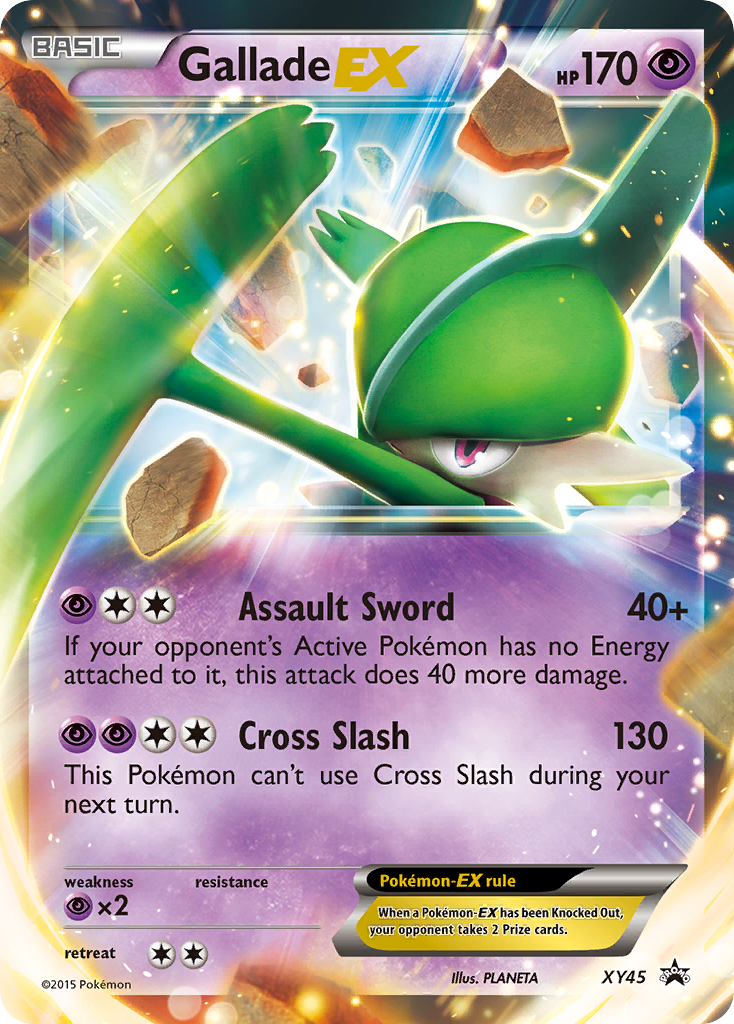 BASIC
Gallade EX
HP 170
Assault Sword 40+
If your opponent's Active Pokémon has no Energy
attached to it, this attack does 40 more damage.
Cross Slash 130
This Pokémon can't use Cross Slash during your
next turn.
weakness resistance
×2
retreat
Pokémon-EX rule
When a Pokémon-EX has been Knocked Out,
your opponent takes 2 Prize cards.
©2015 Pokémon
Illus. PLANETA
XY45
PROMO